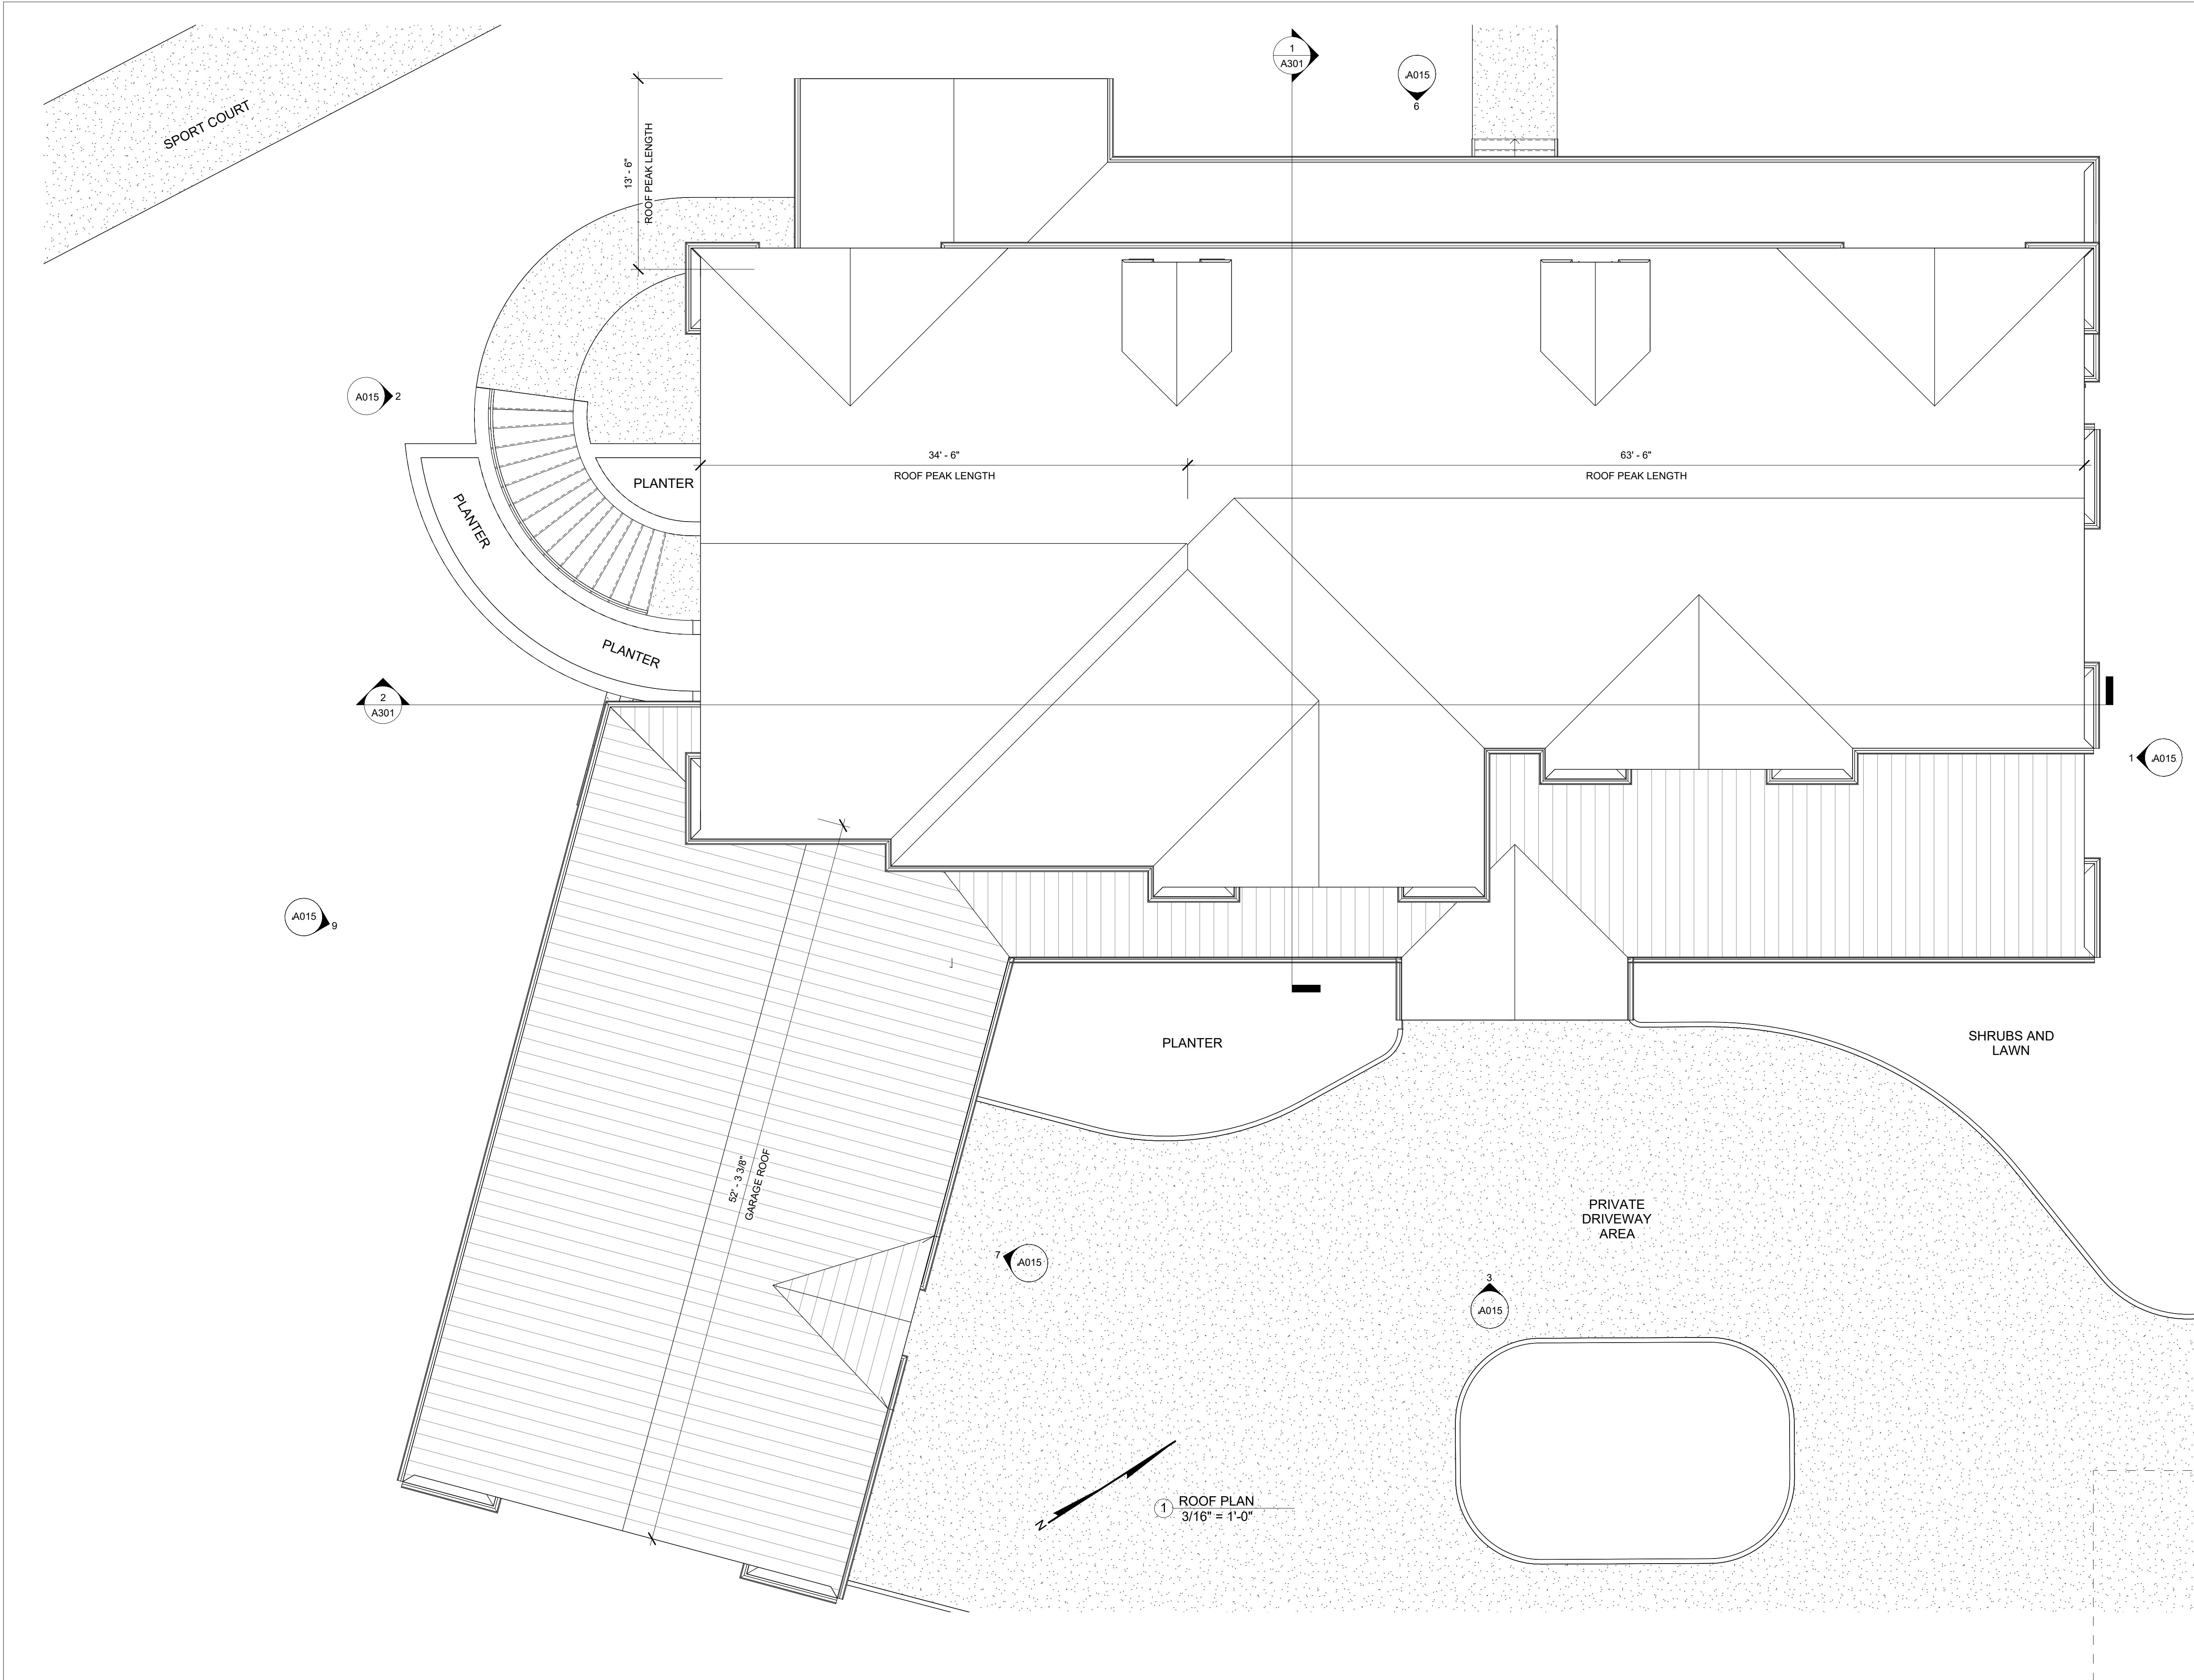 1
A301
A015
6
SPORT COURT
13' - 6"
ROOF PEAK LENGTH
A015
2
34' - 6"
ROOF PEAK LENGTH
63' - 6"
ROOF PEAK LENGTH
PLANTER
PLANTER
PLANTER
2
A301
1
A015
A015
9
PLANTER
SHRUBS AND
LAWN
52' - 3 3/8"
GARAGE ROOF
PRIVATE
DRIVEWAY
AREA
7
A015
3
A015
N
1
ROOF PLAN
3/16" = 1'-0"